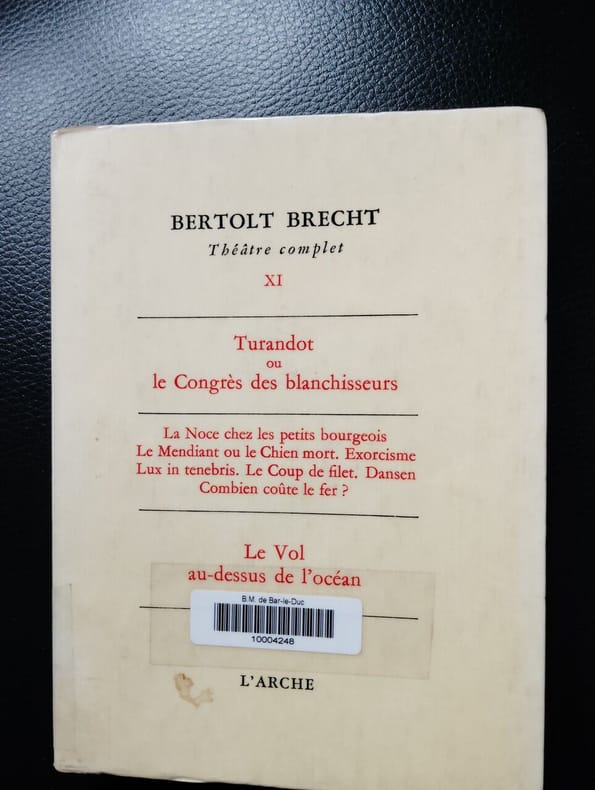 BERTOLT BRECHT
Théâtre complet
XI
Turandot
ou
le Congrès des blanchisseurs
La Noce chez les petits bourgeois
Le Mendiant ou le Chien mort. Exorcisme
Lux in tenebris. Le Coup de filet. Dansen
Combien coûte le fer ?
Le Vol
au-dessus de l'océan
B.M. de Bar-le-Duc
10004248
L'ARCHE